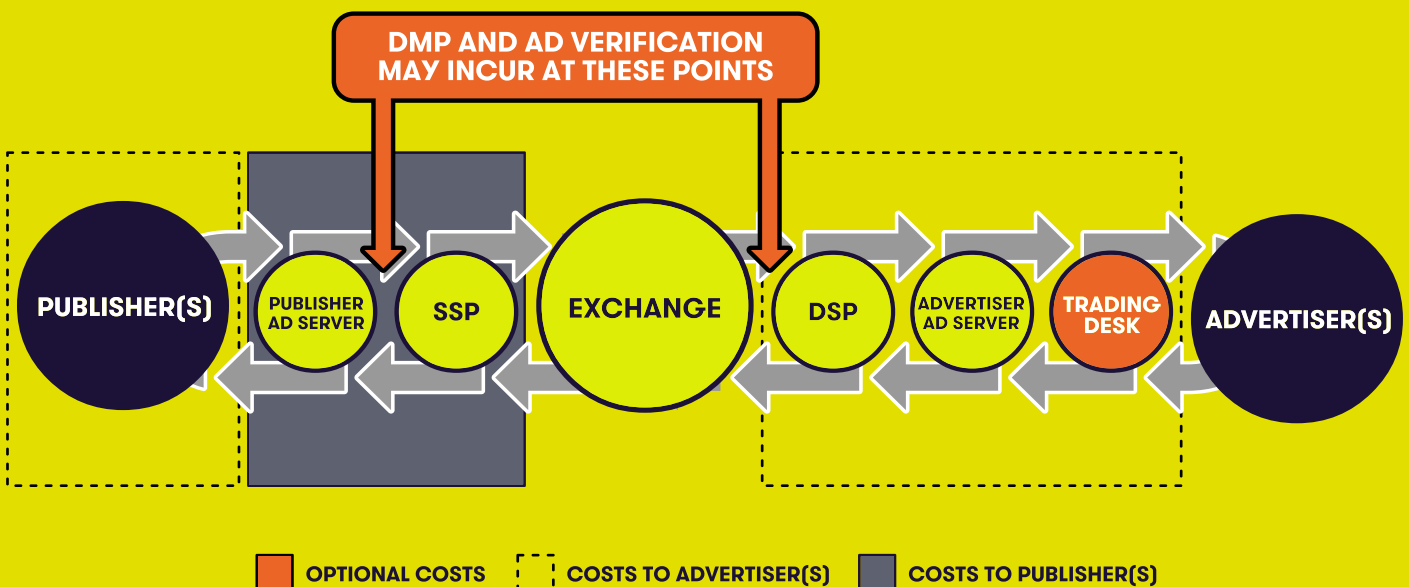 DMP AND AD VERIFICATION
MAY INCUR AT THESE POINTS
PUBLISHER(S)
PUBLISHER
AD SERVER
SSP
EXCHANGE
DSP
ADVERTISER
AD SERVER
TRADING
DESK
ADVERTISER(S)
OPTIONAL COSTS
COSTS TO ADVERTISER(S)
COSTS TO PUBLISHER(S)